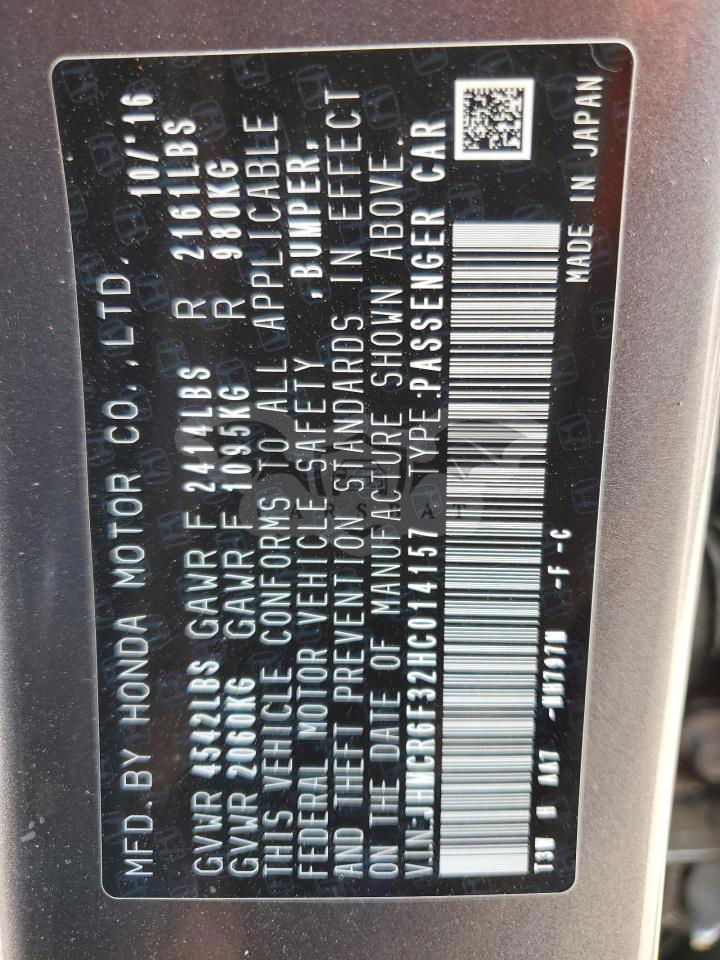 MFD. BY HONDA MOTOR CO., LTD. 10/'16
GVWR 4542LBS GAWR F 2414LBS R 2161LBS
GVWR 2060KG GAWR F 1095KG R 980KG
THIS VEHICLE CONFORMS TO ALL APPLICABLE
FEDERAL MOTOR VEHICLE SAFETY ,BUMPER,
AND THEFT PREVENTION STANDARDS IN EFFECT
ON THE DATE OF MANUFACTURE SHOWN ABOVE.
V.I.N:JHMCR6F32HC014157 TYPE:PASSENGER CAR
MADE IN JAPAN
-F -C